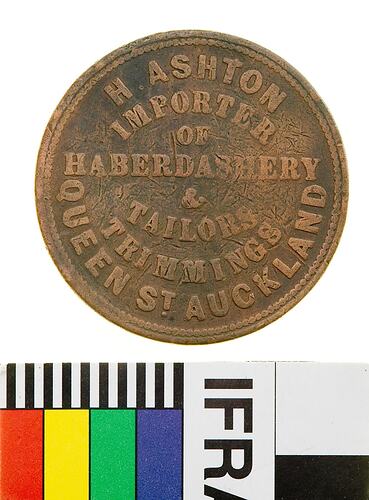 H ASHTON
IMPORTER
OF
HABERDASHERY
&
TAILORS
TRIMMINGS
QUEEN ST AUCKLAND
IFRA